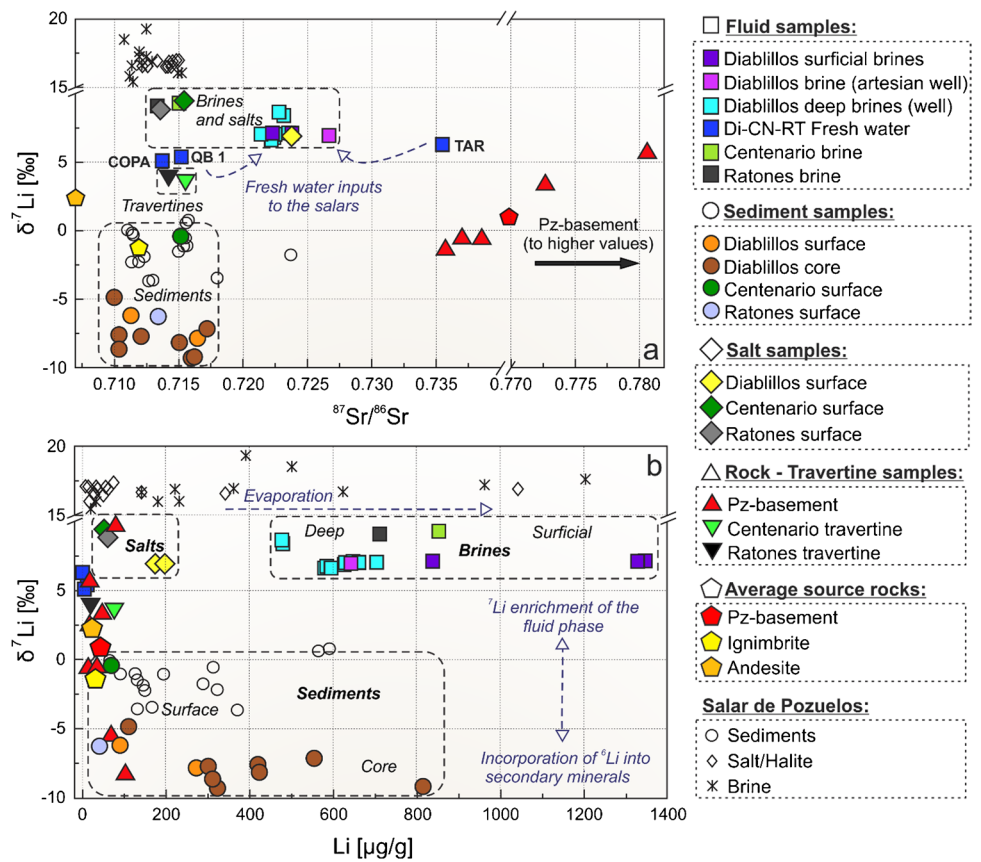 20
15
5
0
-5
-10
δ⁷Li [‰]
Brines
and salts
COPA
QB 1
TAR
Fresh water inputs
to the salars
Travertines
Pz-basement
(to higher values)
Sediments
a
0.710 0.715 0.720 0.725 0.730 0.735 0.770 0.775 0.780
⁸⁷Sr/⁸⁶Sr
20
15
5
0
-5
-10
δ⁷Li [‰]
b
Evaporation
Salts
Deep
Surficial
Brines
⁷Li enrichment of the
fluid phase
Sediments
Surface
Core
Incorporation of ⁶Li into
secondary minerals
0 200 400 600 800 1000 1200 1400
Li [µg/g]
Fluid samples:
Diablillos surficial brines
Diablillos brine (artesian well)
Diablillos deep brines (well)
Di-CN-RT Fresh water
Centenario brine
Ratones brine
Sediment samples:
Diablillos surface
Diablillos core
Centenario surface
Ratones surface
Salt samples:
Diablillos surface
Centenario surface
Ratones surface
Rock - Travertine samples:
Pz-basement
Centenario travertine
Ratones travertine
Average source rocks:
Pz-basement
Ignimbrite
Andesite
Salar de Pozuelos:
Sediments
Salt/Halite
Brine